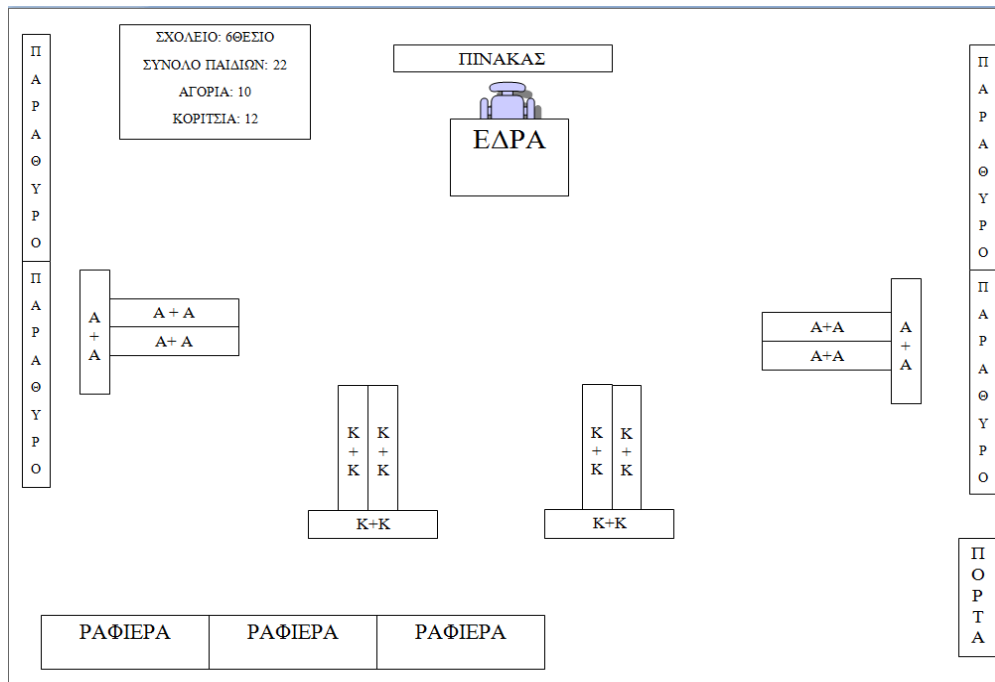 ΣΧΟΛΕΙΟ: 6ΘΕΣΙΟ
ΣΥΝΟΛΟ ΠΑΙΔΙΩΝ: 22
ΑΓΟΡΙΑ: 10
ΚΟΡΙΤΣΙΑ: 12
ΠΙΝΑΚΑΣ
ΕΔΡΑ
ΠΑΡΑΘΥΡΟ
ΠΑΡΑΘΥΡΟ
ΠΑΡΑΘΥΡΟ
ΠΑΡΑΘΥΡΟ
Α+Α
Α + Α
Α+ Α
Α+Α
Α+Α
Α+Α
Κ+Κ
Κ+Κ
Κ+Κ
Κ+Κ
Κ+Κ
Κ+Κ
ΠΟΡΤΑ
ΡΑΦΙΕΡΑ
ΡΑΦΙΕΡΑ
ΡΑΦΙΕΡΑ